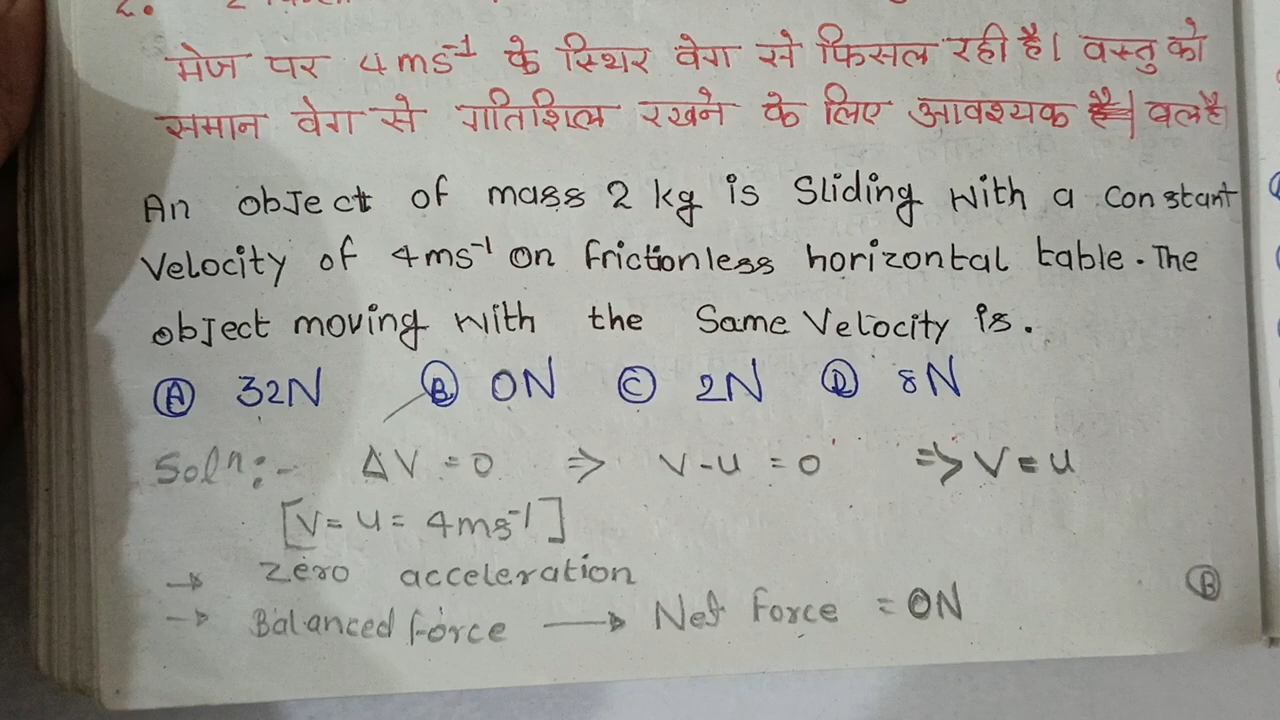 मेज पर 4ms⁻¹ के स्थिर वेग से फिसल रही है। वस्तु को
समान वेग से गतिशिल रखने के लिए आवश्यक है| बल है
An object of mass 2 kg is Sliding with a constant
Velocity of 4ms⁻¹ on frictionless horizontal table. The
object moving with the Same Velocity is.
Ⓐ 32N Ⓑ 0N Ⓒ 2N Ⓓ 8N
Soln:- ΔV = 0 ⇒ V-u = 0 ⇒ V = u
[V = u = 4ms⁻¹]
→ Zero acceleration
→ Balanced force → Net Force = 0N
Ⓑ